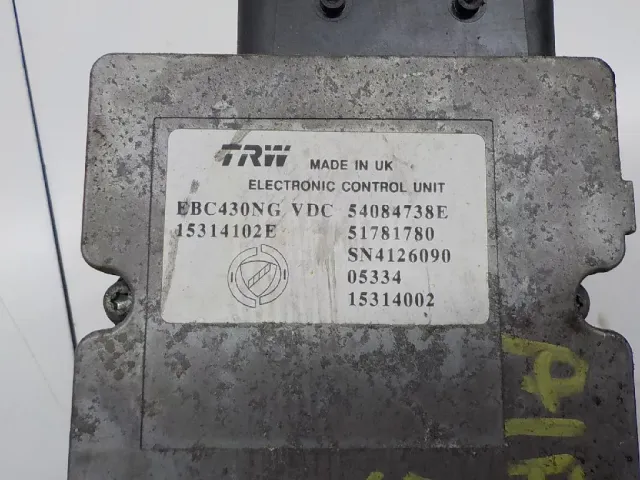 TRW MADE IN UK
ELECTRONIC CONTROL UNIT
EBC430NG VDC 54084738E
15314102E 51781780
SN4126090
05334
15314002